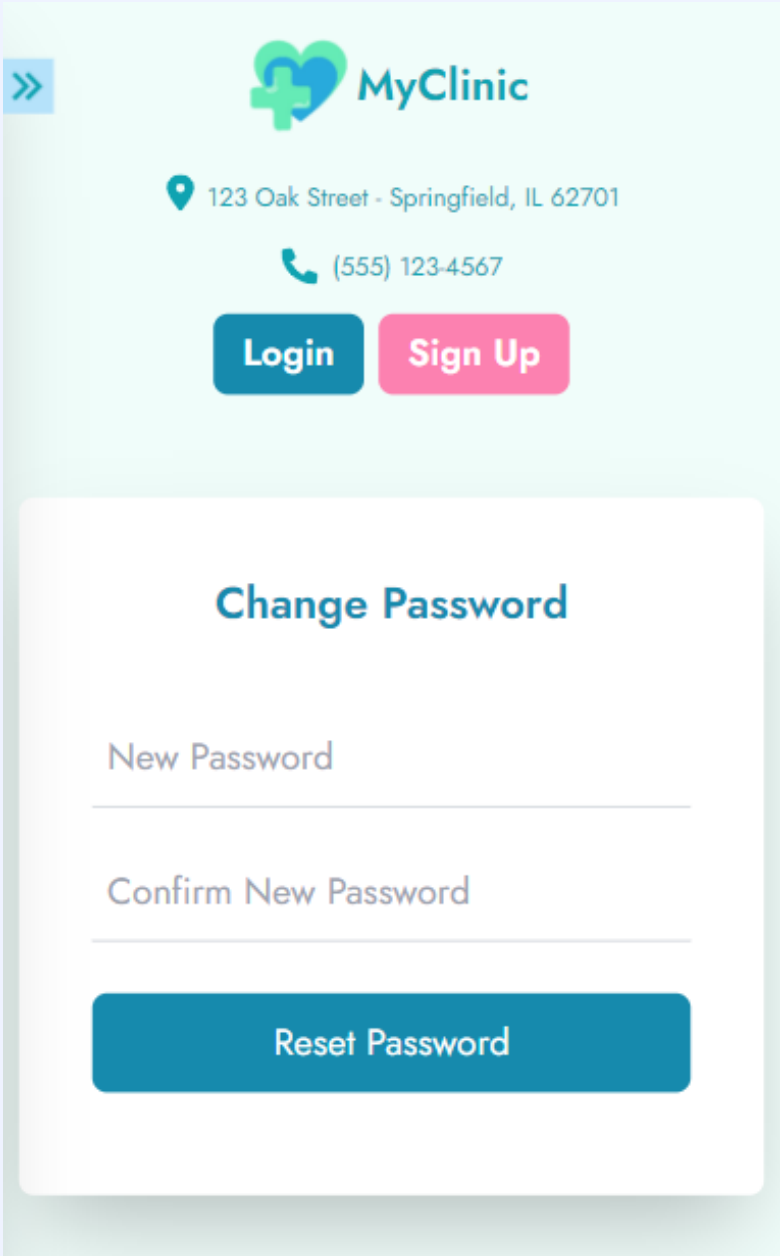 MyClinic
123 Oak Street - Springfield, IL 62701
(555) 123-4567
Login Sign Up
Change Password
New Password
Confirm New Password
Reset Password